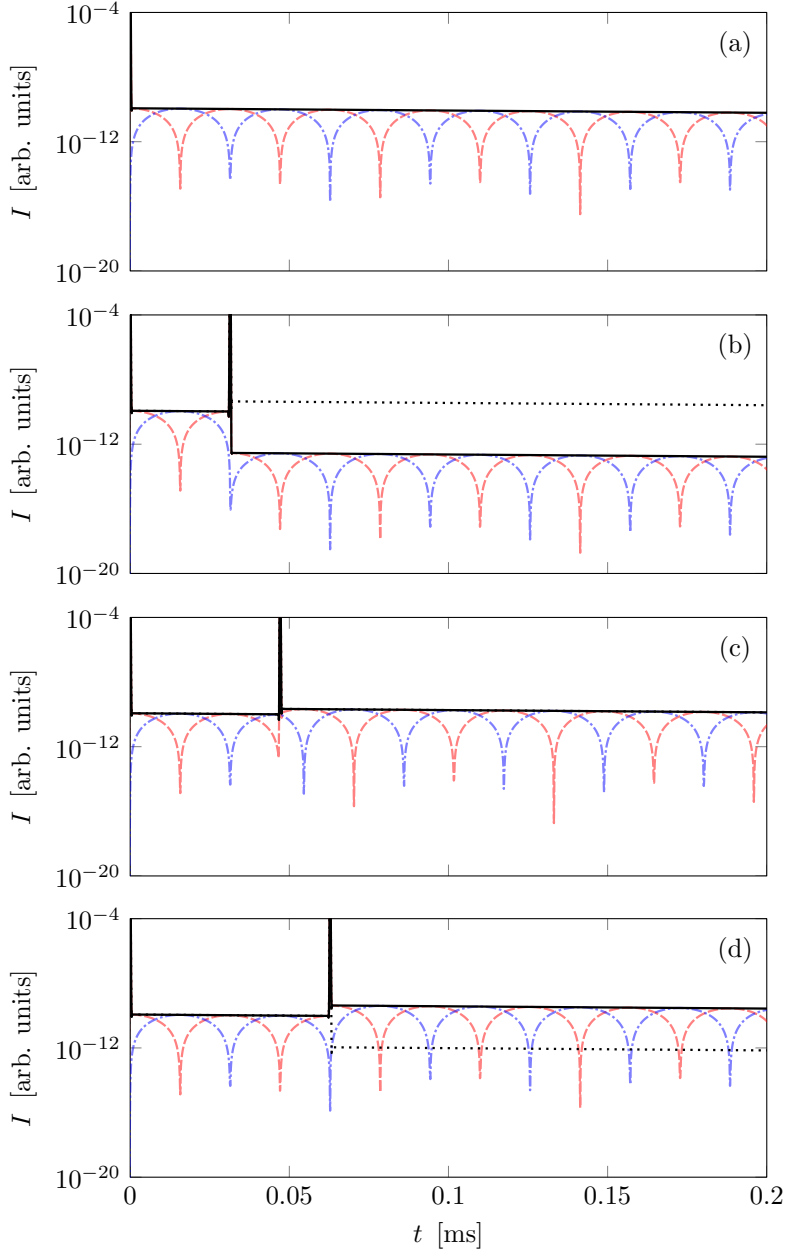 10⁻⁴
(a)
10⁻¹²
I [arb. units]
10⁻²⁰
10⁻⁴
(b)
10⁻¹²
I [arb. units]
10⁻²⁰
10⁻⁴
(c)
10⁻¹²
I [arb. units]
10⁻²⁰
10⁻⁴
(d)
10⁻¹²
I [arb. units]
10⁻²⁰
0 0.05 0.1 0.15 0.2
t [ms]